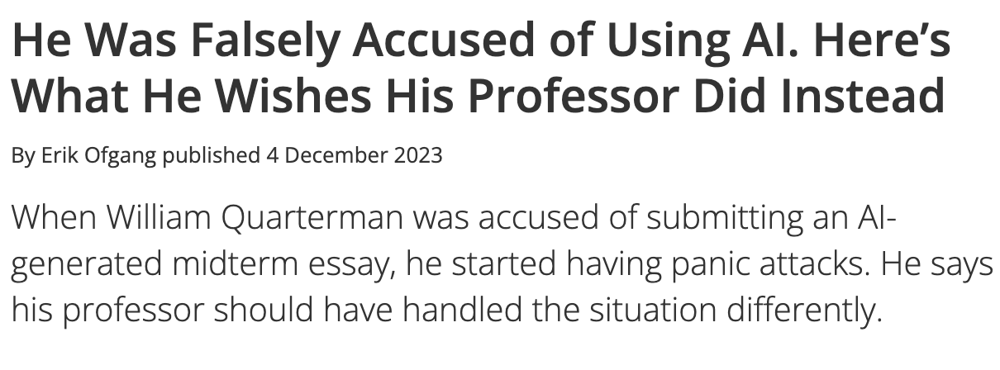 He Was Falsely Accused of Using AI. Here’s
What He Wishes His Professor Did Instead
By Erik Ofgang published 4 December 2023
When William Quarterman was accused of submitting an AI-
generated midterm essay, he started having panic attacks. He says
his professor should have handled the situation differently.